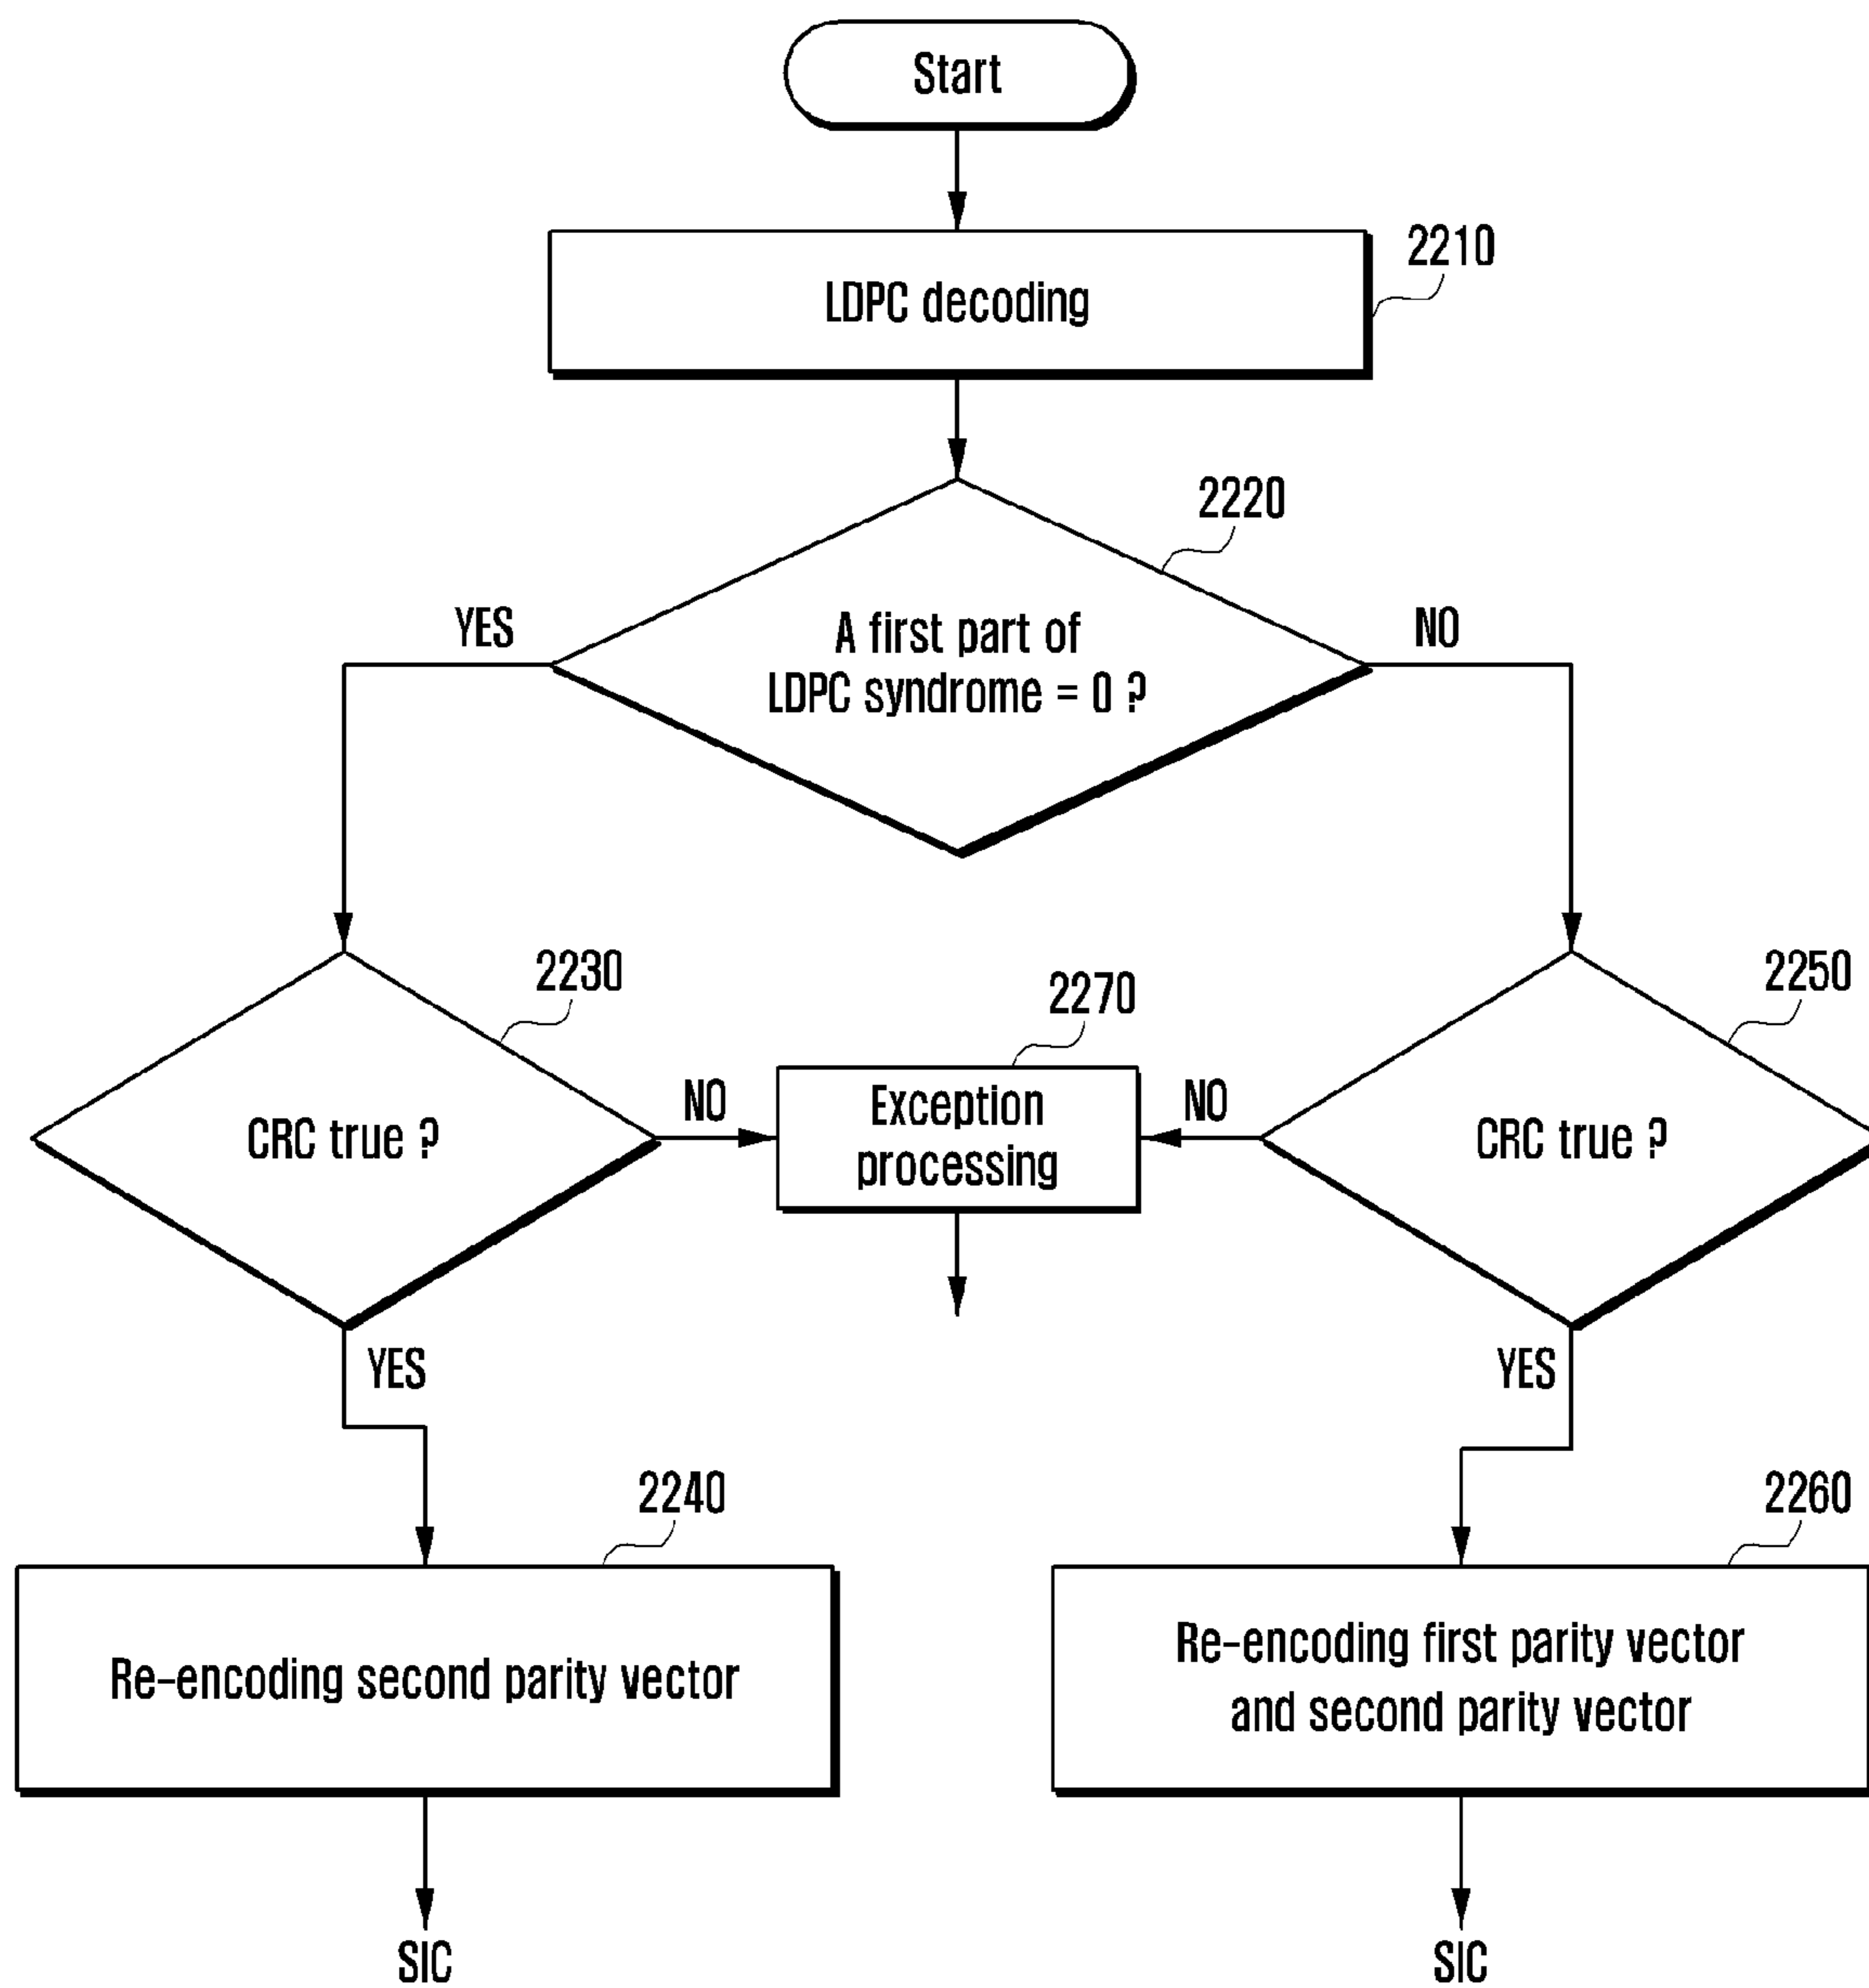 Start
2210
LDPC decoding
2220
YES
A first part of
NO
LDPC syndrome = 0 ?
2230
2270
2250
CRC true ?
NO
Exception
processing
NO
CRC true ?
YES
YES
2240
2260
Re-encoding second parity vector
Re-encoding first parity vector
and second parity vector
SIC
SIC